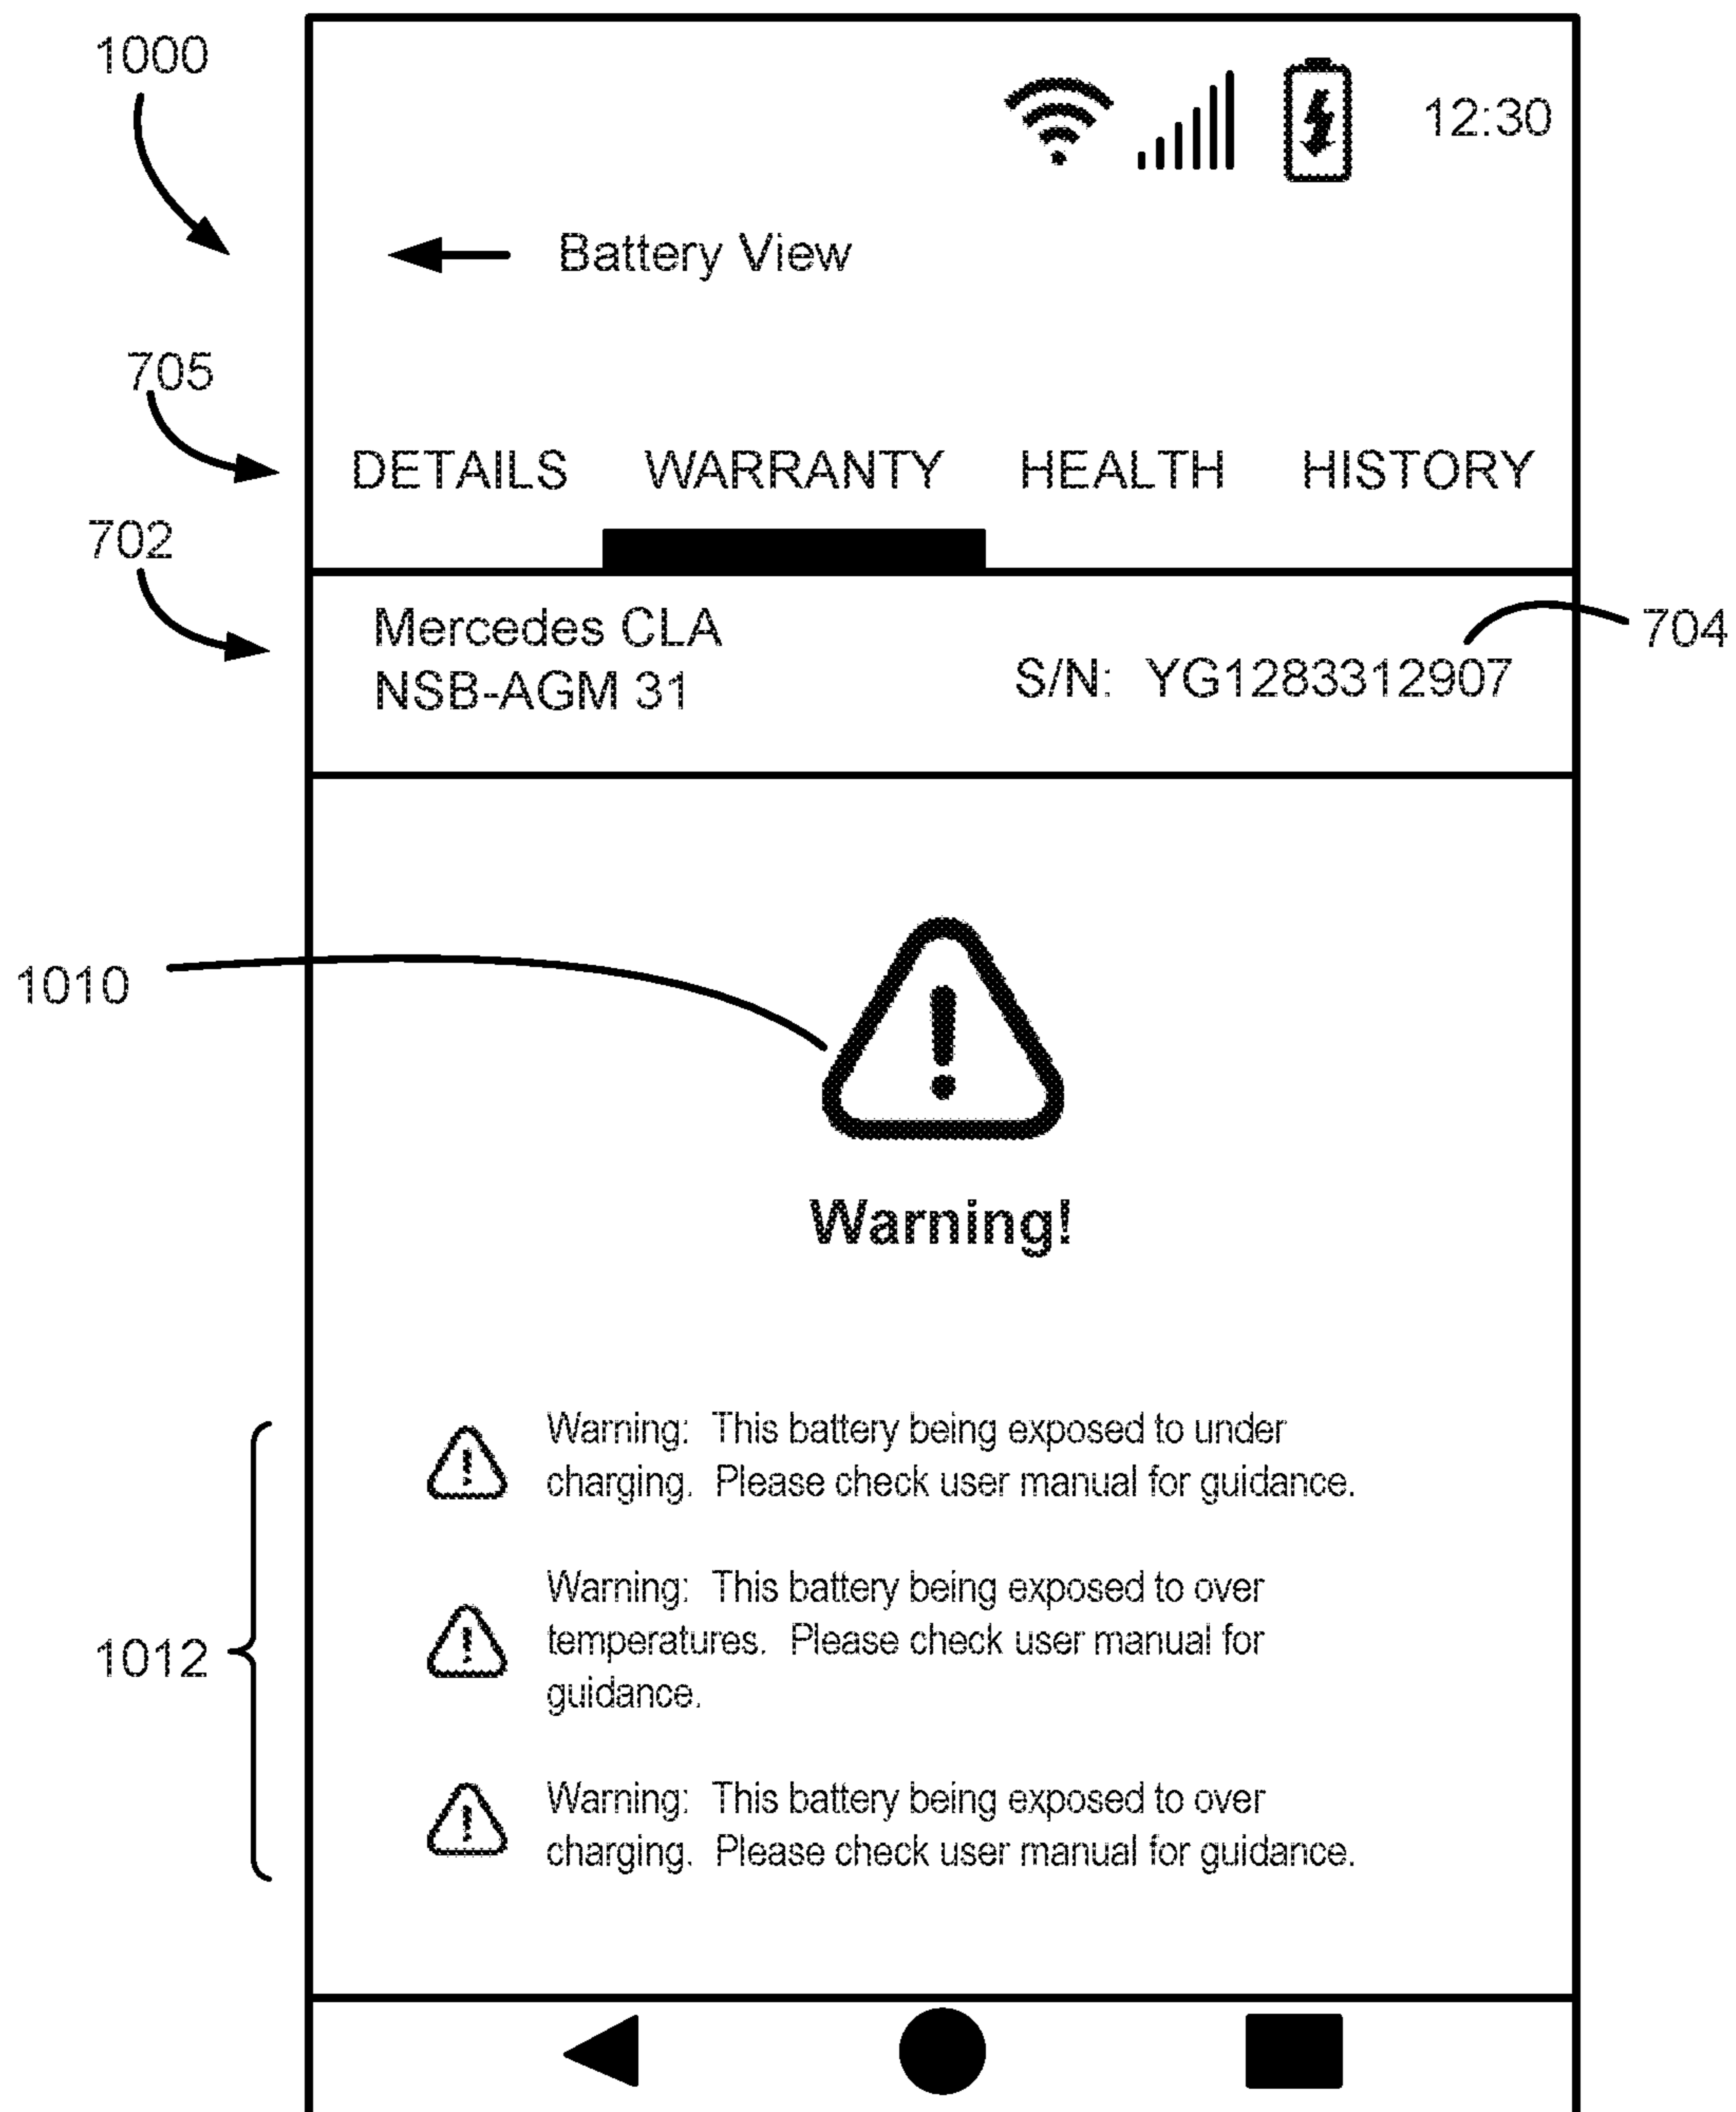 1000
12:30
Battery View
705
DETAILS WARRANTY HEALTH HISTORY
702
Mercedes CLA
704
NSB-AGM 31
S/N: YG1283312907
1010
Warning!
Warning: This battery being exposed to under
charging. Please check user manual for guidance.
Warning: This battery being exposed to over
temperatures. Please check user manual for
guidance.
1012
Warning: This battery being exposed to over
charging. Please check user manual for guidance.